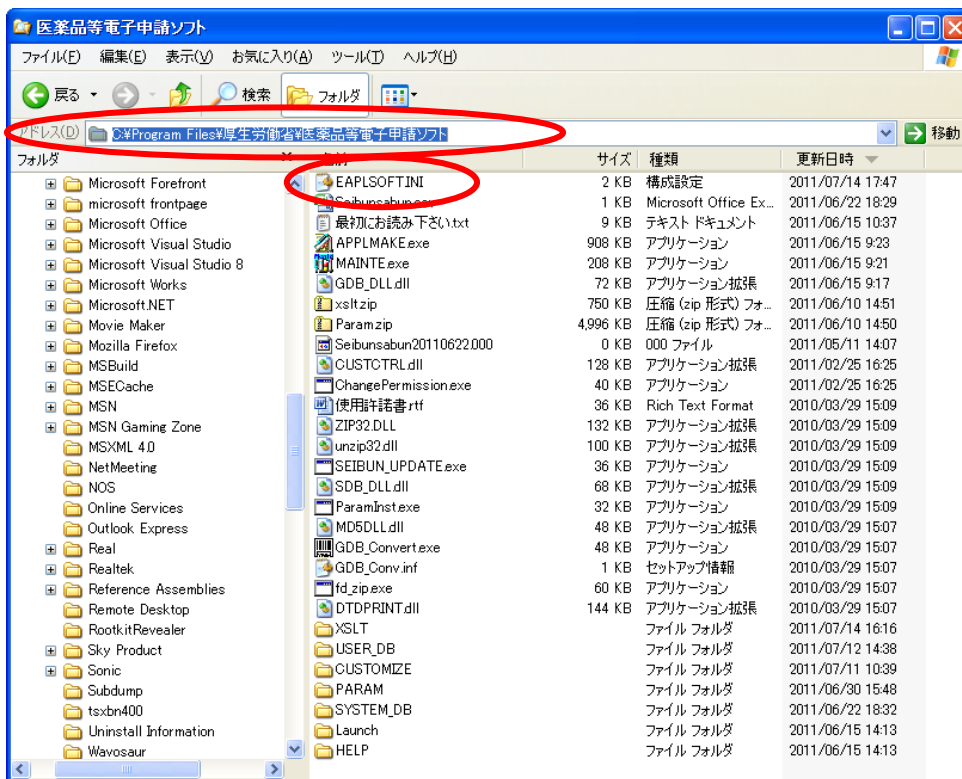 医薬品等電子申請ソフト
ファイル(F) 編集(E) 表示(V) お気に入り(A) ツール(T) ヘルプ(H)
戻る 検索 フォルダ
アドレス(D) C:¥Program Files¥厚生労働省¥医薬品等電子申請ソフト 移動
フォルダ × 名前 サイズ 種類 更新日時
Microsoft Forefront
microsoft frontpage
Microsoft Office
Microsoft Visual Studio
Microsoft Visual Studio 8
Microsoft Works
Microsoft.NET
Movie Maker
Mozilla Firefox
MSBuild
MSECache
MSN
MSN Gaming Zone
MSXML 4.0
NetMeeting
NOS
Online Services
Outlook Express
Real
Realtek
Reference Assemblies
Remote Desktop
RootkitRevealer
Sky Product
Sonic
Subdump
tsxbn400
Uninstall Information
Wavosaur
EAPLSOFT.INI 2 KB 構成設定 2011/07/14 17:47
1 KB Microsoft Office Ex... 2011/06/22 18:29
最初にお読み下さい.txt 9 KB テキスト ドキュメント 2011/06/15 10:37
APPLMAKE.exe 908 KB アプリケーション 2011/06/15 9:23
MAINTE.exe 208 KB アプリケーション 2011/06/15 9:21
GDB_DLL.dll 72 KB アプリケーション拡張 2011/06/15 9:17
xslt.zip 750 KB 圧縮 (zip 形式) フォ... 2011/06/10 14:51
Param.zip 4,996 KB 圧縮 (zip 形式) フォ... 2011/06/10 14:50
Seibunsabun20110622.000 0 KB 000 ファイル 2011/05/11 14:07
CUSTCTRL.dll 128 KB アプリケーション拡張 2011/02/25 16:25
ChangePermission.exe 40 KB アプリケーション 2011/02/25 16:25
使用許諾書.rtf 36 KB Rich Text Format 2010/03/29 15:09
ZIP32.DLL 132 KB アプリケーション拡張 2010/03/29 15:09
unzip32.dll 100 KB アプリケーション拡張 2010/03/29 15:09
SEIBUN_UPDATE.exe 36 KB アプリケーション 2010/03/29 15:09
SDB_DLL.dll 68 KB アプリケーション拡張 2010/03/29 15:09
ParamInst.exe 32 KB アプリケーション 2010/03/29 15:09
MD5DLL.dll 48 KB アプリケーション拡張 2010/03/29 15:07
GDB_Convert.exe 48 KB アプリケーション 2010/03/29 15:07
GDB_Conv.inf 1 KB セットアップ情報 2010/03/29 15:07
fd_zip.exe 60 KB アプリケーション 2010/03/29 15:07
DTDPRINT.dll 144 KB アプリケーション拡張 2010/03/29 15:07
XSLT ファイル フォルダ 2011/07/14 16:16
USER_DB ファイル フォルダ 2011/07/12 14:38
CUSTOMIZE ファイル フォルダ 2011/07/11 10:39
PARAM ファイル フォルダ 2011/06/30 15:48
SYSTEM_DB ファイル フォルダ 2011/06/22 18:32
Launch ファイル フォルダ 2011/06/15 14:13
HELP ファイル フォルダ 2011/06/15 14:13